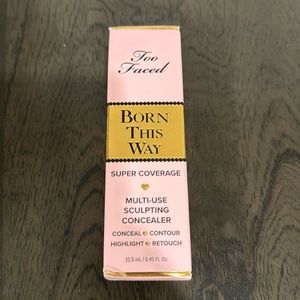 Too
Faced
BORN
THIS
WAY
SUPER COVERAGE
MULTI-USE
SCULPTING
CONCEALER
CONCEAL CONTOUR
HIGHLIGHT RETOUCH
13.5 mL / 0.45 Fl. Oz.